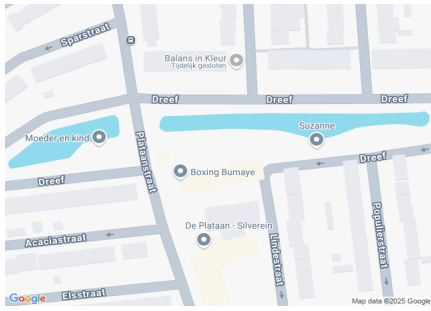 Sparstraat
Balans in Kleur
Tijdelijk gesloten
Dreef
Dreef
Dreef
Moeder en kind
Suzanne
Plataanstraat
Dreef
Boxing Burnaye
Dreef
De Plataan - Silverein
Acaciastraat
Lindestraat
Populierstraat
Elsstraat
Google
Map data ©2025 Google